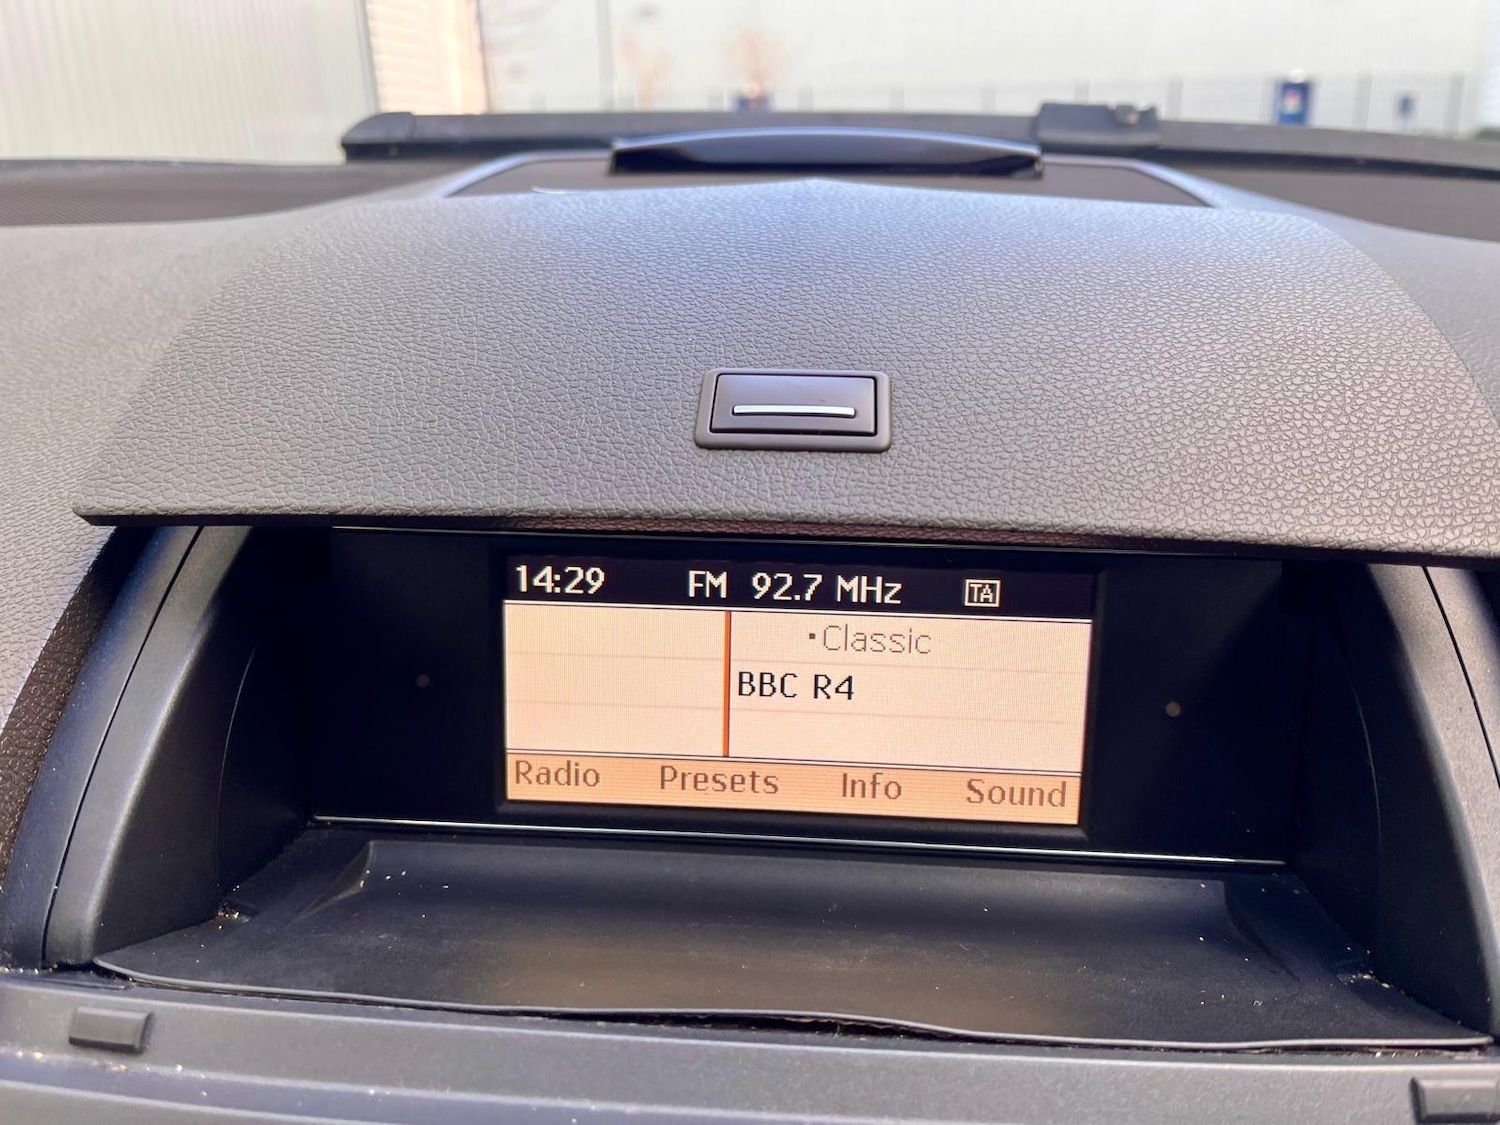 14:29 FM 92.7 MHz TA
·Classic
BBC R4
Radio Presets Info Sound